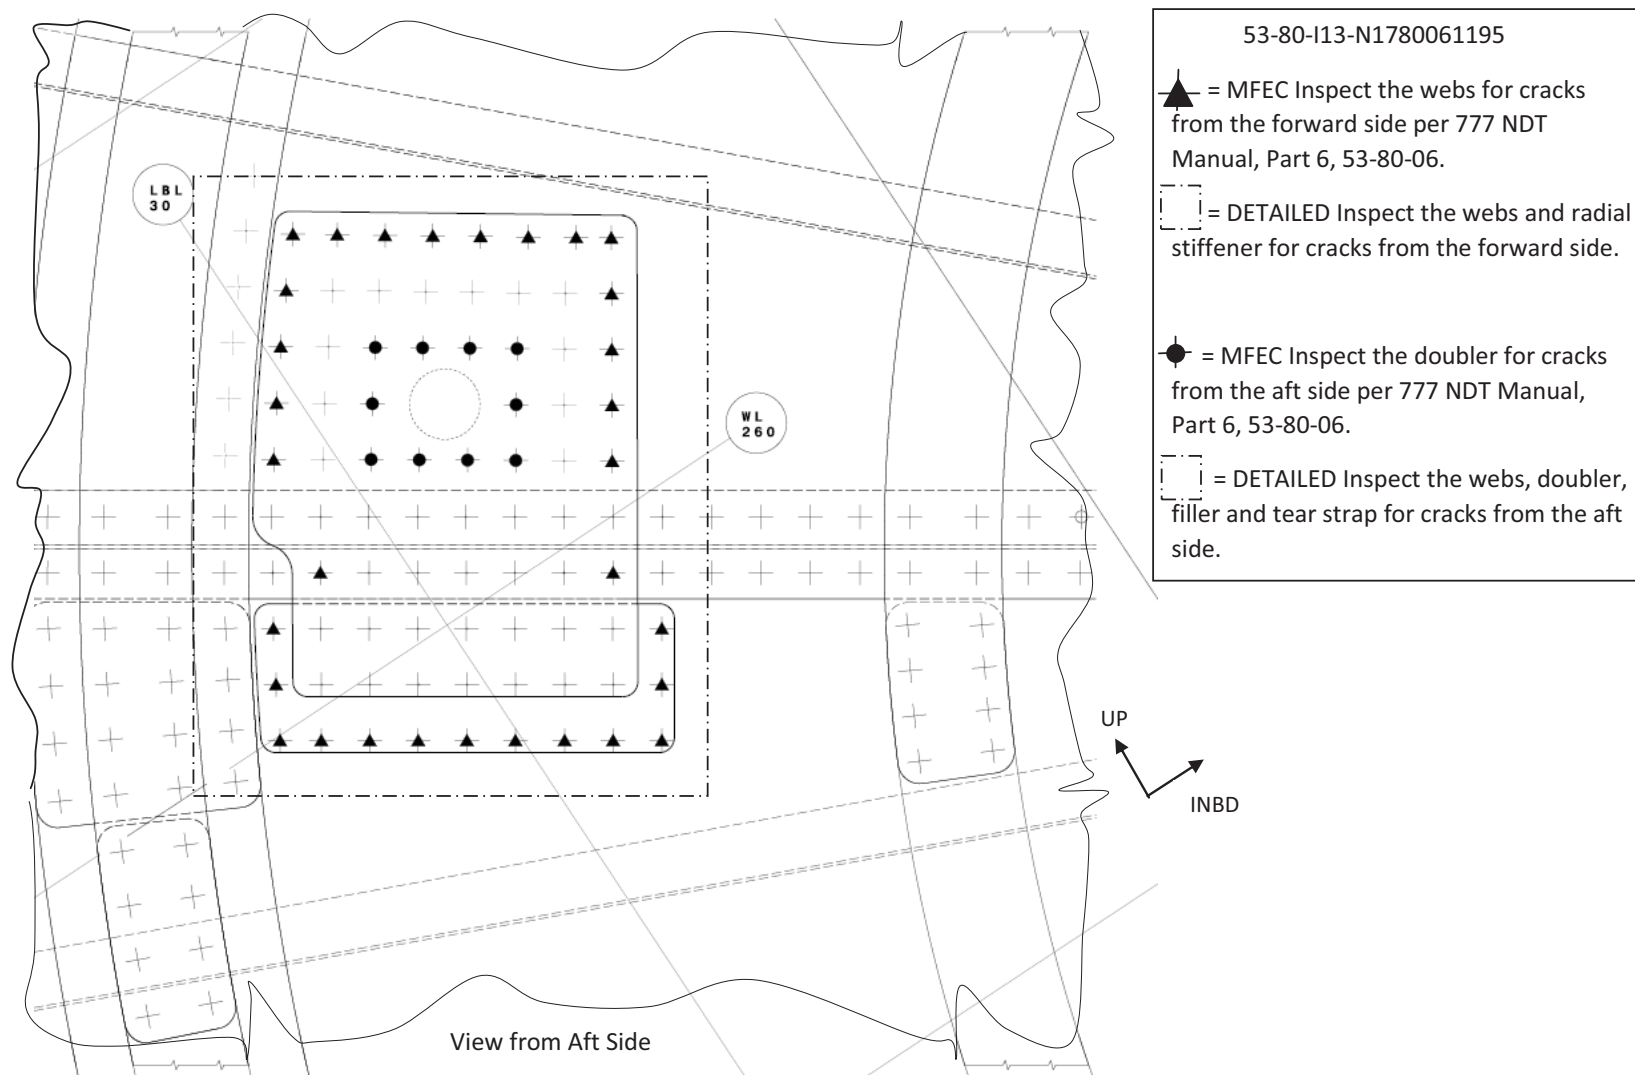 53-80-I13-N1780061195
= MFEC Inspect the webs for cracks
from the forward side per 777 NDT
Manual, Part 6, 53-80-06.
= DETAILED Inspect the webs and radial
stiffener for cracks from the forward side.
= MFEC Inspect the doubler for cracks
from the aft side per 777 NDT Manual,
Part 6, 53-80-06.
= DETAILED Inspect the webs, doubler,
filler and tear strap for cracks from the aft
side.
LBL
30
WL
260
UP
INBD
View from Aft Side